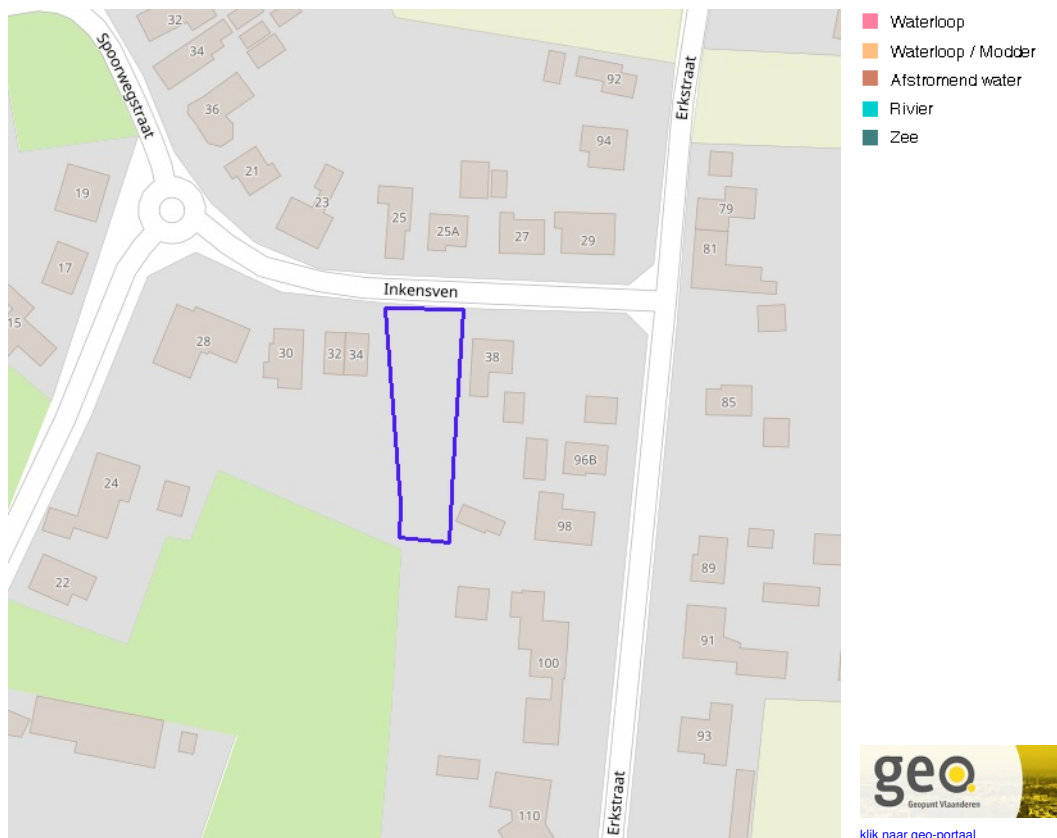 Waterloop
Waterloop / Modder
Afstromend water
Rivier
Zee
Spoorwegstraat
Erkstraat
Inkensven
Erkstraat
32
34
36
92
94
21
23
19
25
25A
27
29
79
81
17
15
28
30
32
34
38
85
96B
24
98
22
89
91
100
93
110
geo.
Geopunt Vlaanderen
klik naar geo-portaal